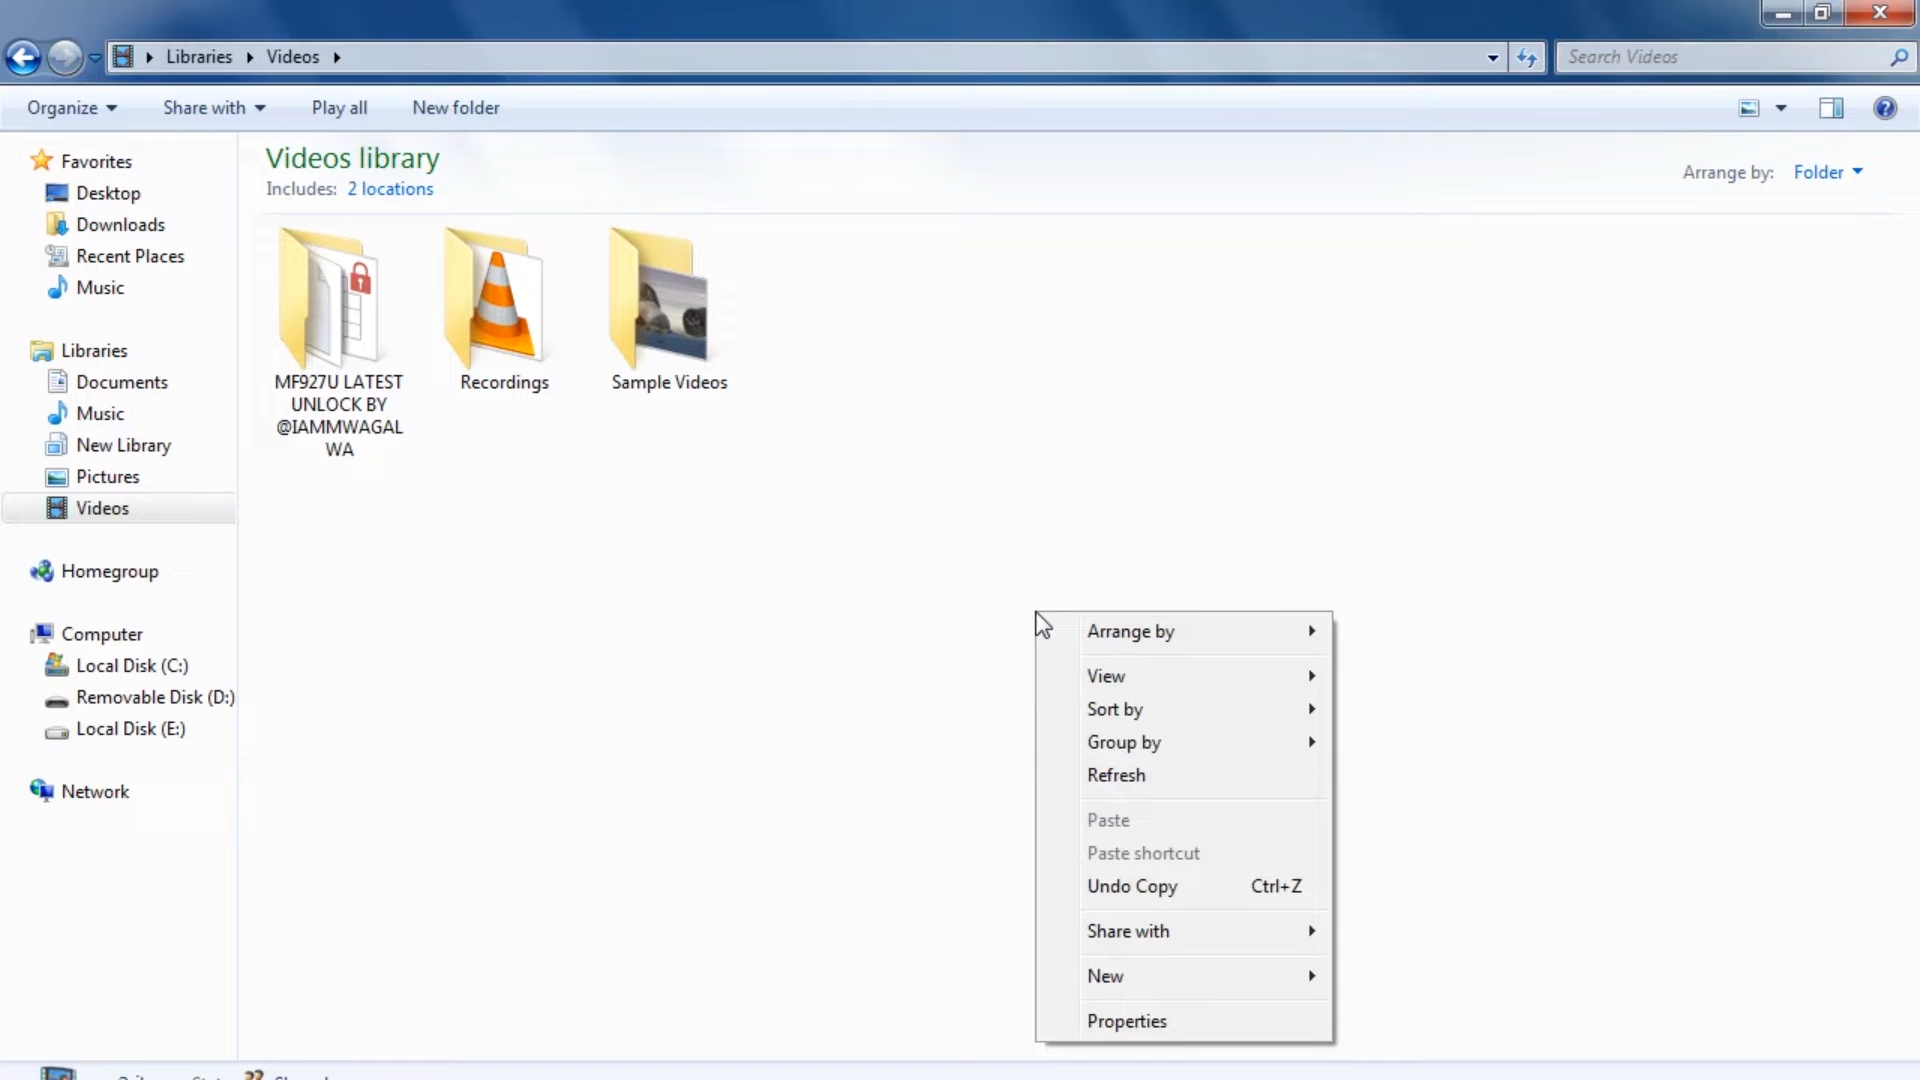 Libraries Videos
Search Videos
Organize Share with Play all New folder
Videos library
Includes: 2 locations
Arrange by: Folder
Favorites
Desktop
Downloads
Recent Places
Music
Libraries
Documents
Music
New Library
Pictures
Videos
Homegroup
Computer
Local Disk (C:)
Removable Disk (D:)
Local Disk (E:)
Network
MF927U LATEST
UNLOCK BY
@IAMMWAGAL
WA
Recordings
Sample Videos
Arrange by
View
Sort by
Group by
Refresh
Paste
Paste shortcut
Undo Copy Ctrl+Z
Share with
New
Properties